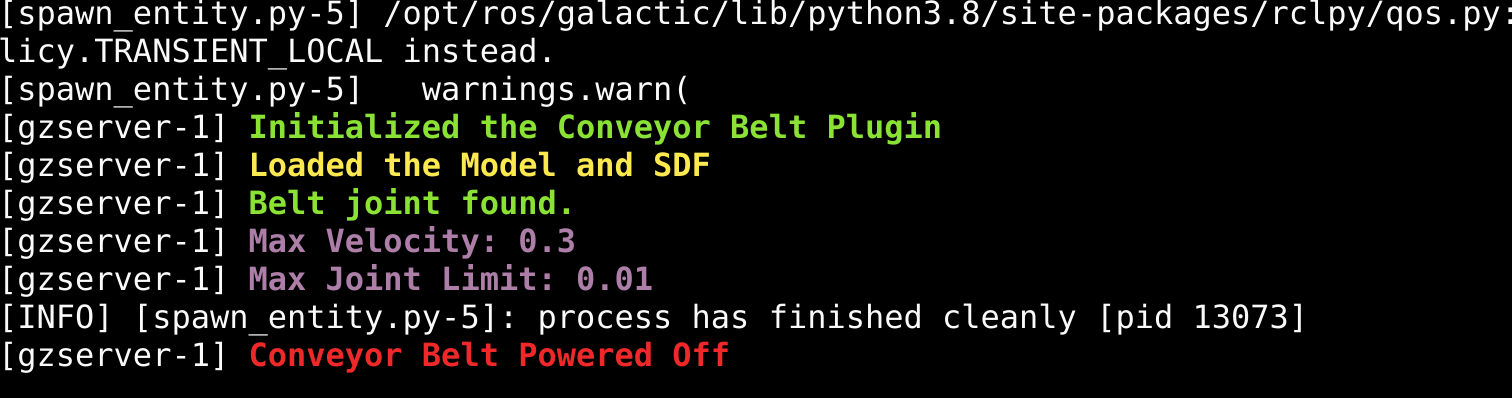 [spawn_entity.py-5] /opt/ros/galactic/lib/python3.8/site-packages/rclpy/qos.py:
licy.TRANSIENT_LOCAL instead.
[spawn_entity.py-5]   warnings.warn(
[gzserver-1] Initialized the Conveyor Belt Plugin
[gzserver-1] Loaded the Model and SDF
[gzserver-1] Belt joint found.
[gzserver-1] Max Velocity: 0.3
[gzserver-1] Max Joint Limit: 0.01
[INFO] [spawn_entity.py-5]: process has finished cleanly [pid 13073]
[gzserver-1] Conveyor Belt Powered Off